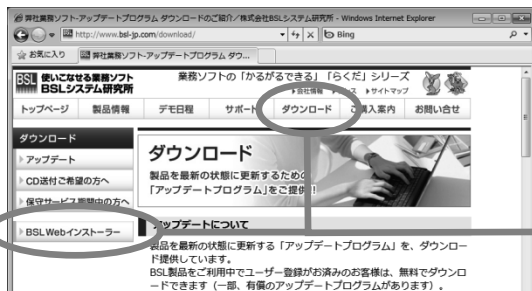 弊社業務ソフト-アップデートプログラム ダウンロードのご紹介／株式会社BSLシステム研究所 - Windows Internet Explorer
http://www.bsl-jp.com/download/
Bing
お気に入り 弊社業務ソフト-アップデートプログラム ダウ...
BSL 使いこなせる業務ソフト
BSLシステム研究所
業務ソフトの「かるがるできる」「らくだ」シリーズ
会社情報 サイトマップ
トップページ 製品情報 デモ日程 サポート ダウンロード ご購入案内 お問い合せ
ダウンロード
アップデート
CD送付ご希望の方へ
保守サービス期間中の方へ
BSL Webインストーラー
ダウンロード
製品を最新の状態に更新するための
「アップデートプログラム」をご提供!!
アップデートについて
製品を最新の状態に更新する「アップデートプログラム」を、ダウンロー
ド提供しています。
BSL製品をご利用中でユーザー登録がお済みのお客様は、無料でダウンロ
ードできます（一部、有償のアップデートプログラムがあります）。